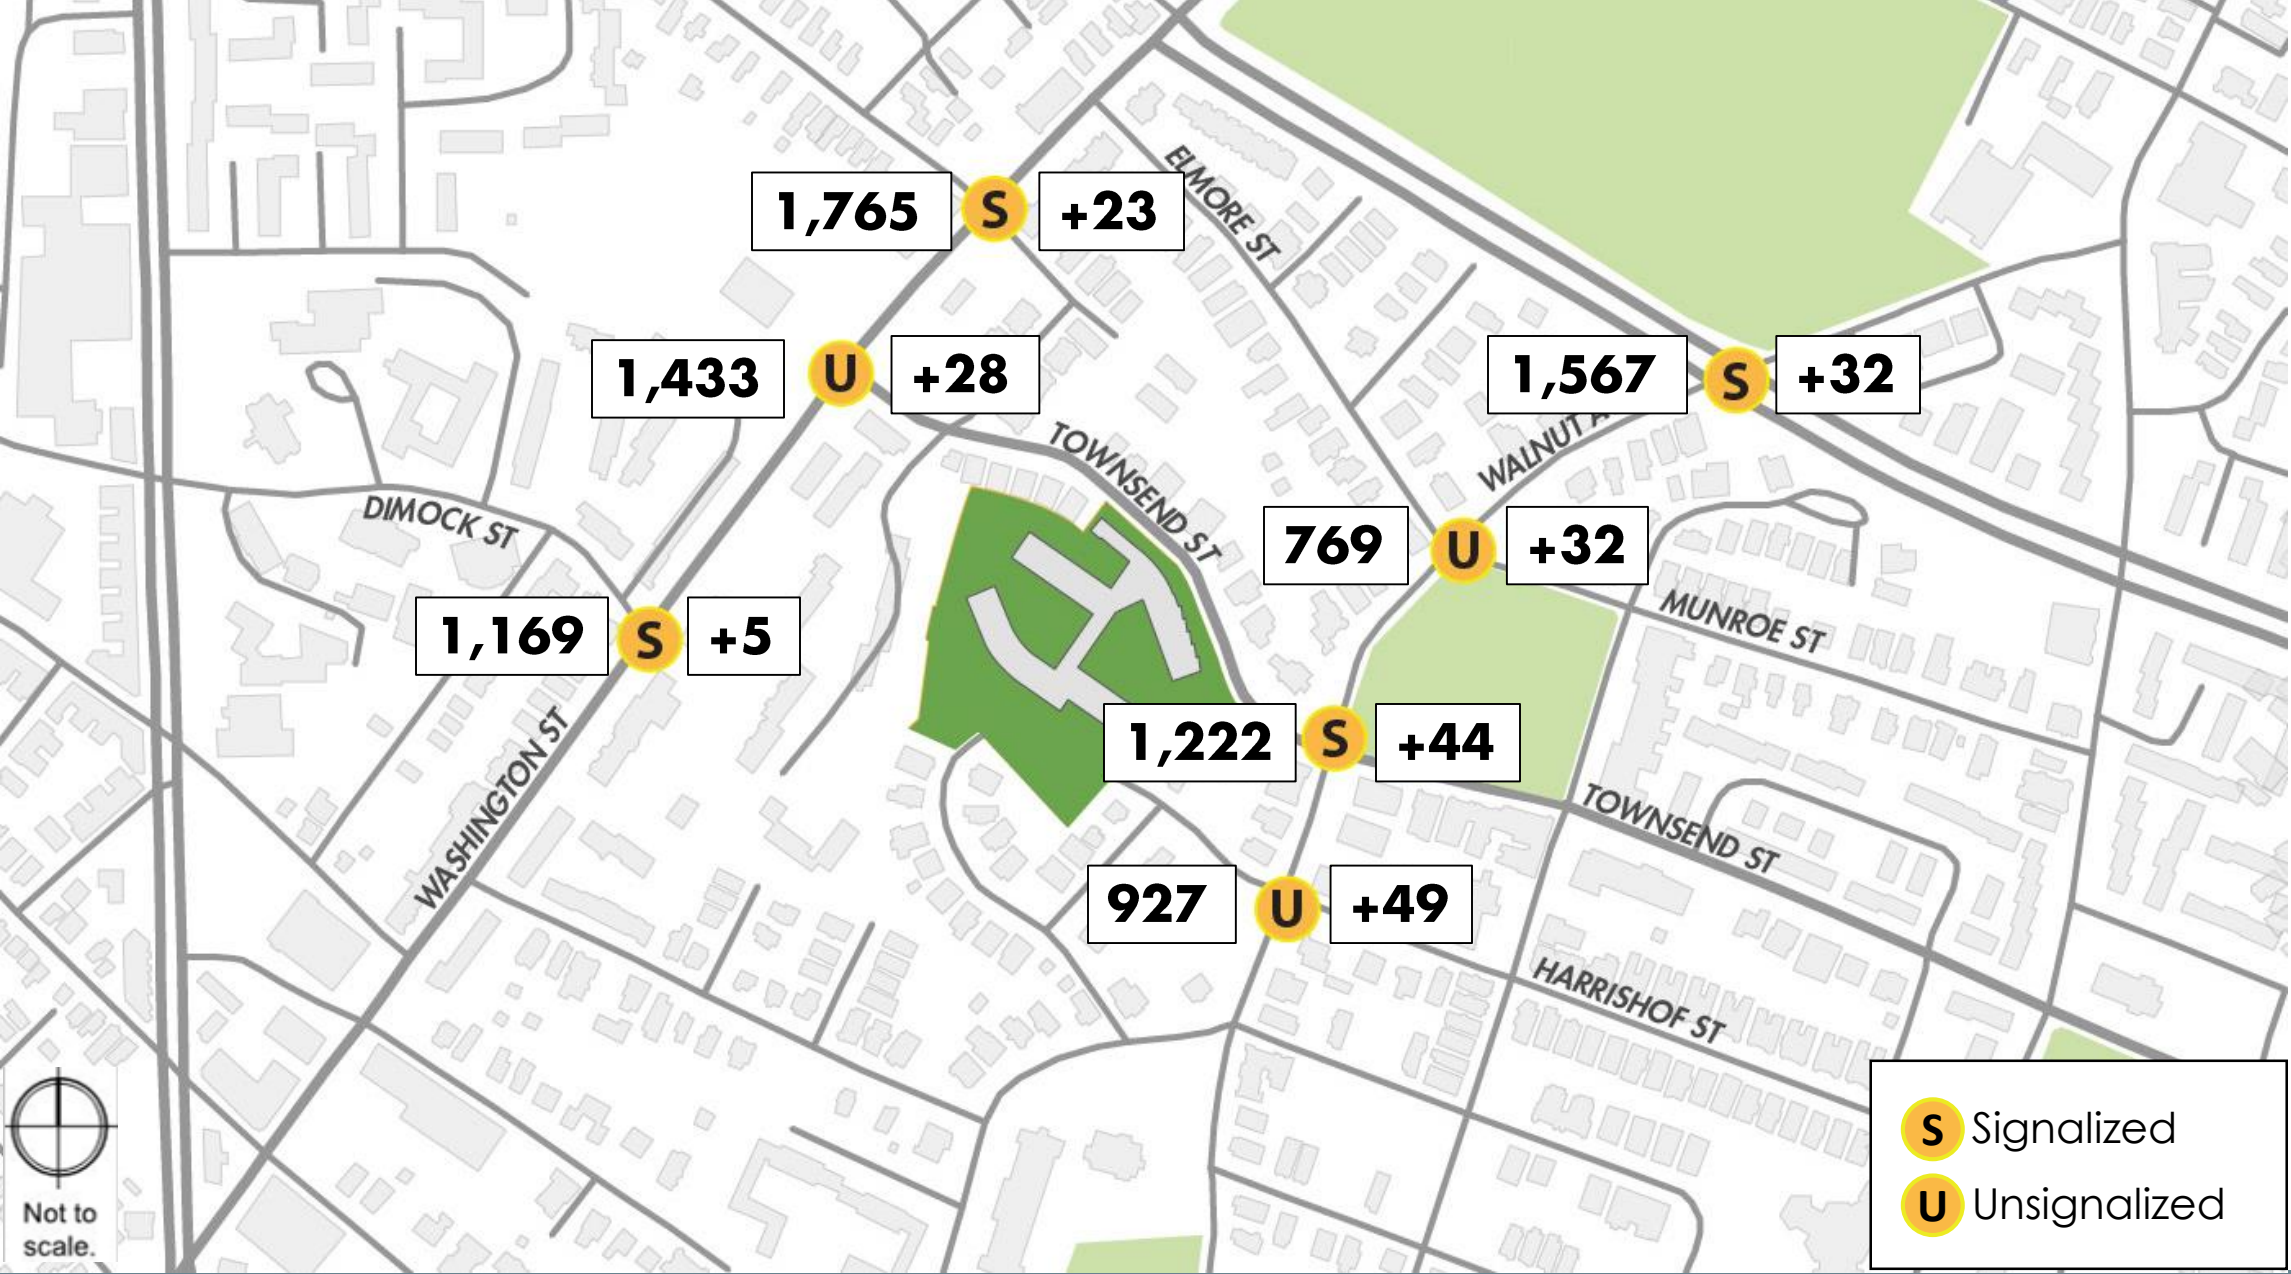 ELMORE ST
1,765
S
+23
1,433
U
+28
1,567
S
+32
WALNUT A
TOWNSEND ST
DIMOCK ST
769
U
+32
MUNROE ST
1,169
S
+5
1,222
S
+44
WASHINGTON ST
TOWNSEND ST
927
U
+49
HARRISHOF ST
Not to
scale.
S Signalized
U Unsignalized